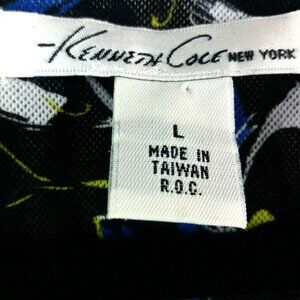 Kenneth Cole NEW YORK
L
MADE IN
TAIWAN
R.O.C.